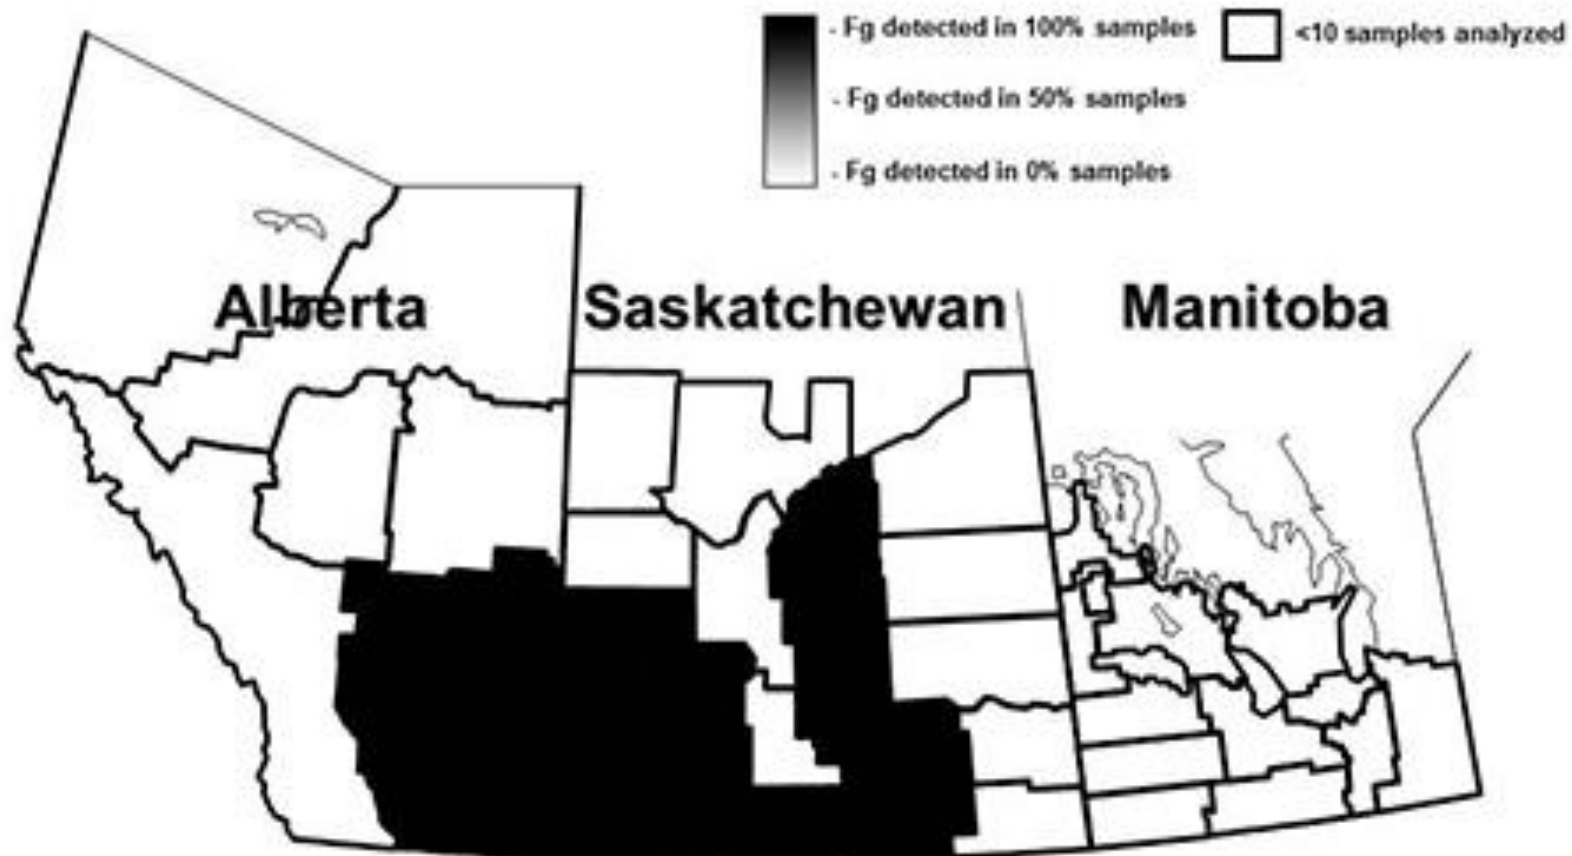 - Fg detected in 100% samples
<10 samples analyzed
- Fg detected in 50% samples
- Fg detected in 0% samples
Alberta
Saskatchewan
Manitoba